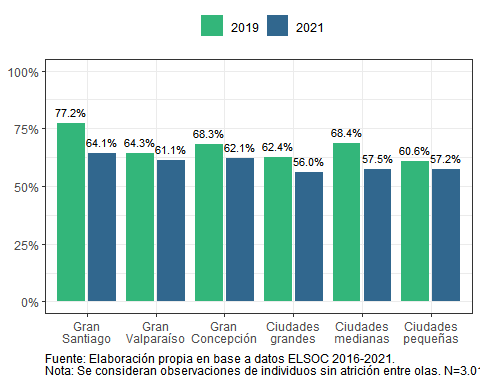 2019 2021
100%
75%
50%
25%
0%
77.2% 64.1% 64.3% 61.1% 68.3% 62.1% 62.4% 56.0% 68.4% 57.5% 60.6% 57.2%
Gran Santiago
Gran Valparaíso
Gran Concepción
Ciudades grandes
Ciudades medianas
Ciudades pequeñas
Fuente: Elaboración propia en base a datos ELSOC 2016-2021.
Nota: Se consideran observaciones de individuos sin atrición entre olas.